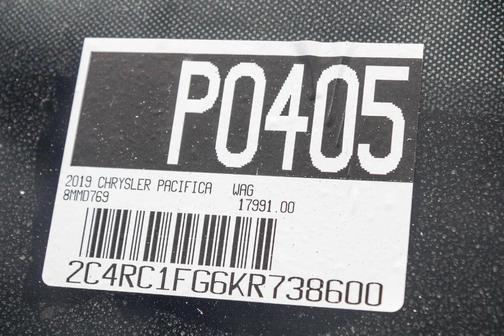 P0405
2019 CHRYSLER PACIFICA WAG
8MMD769 17991.00
2C4RC1FG6KR738600